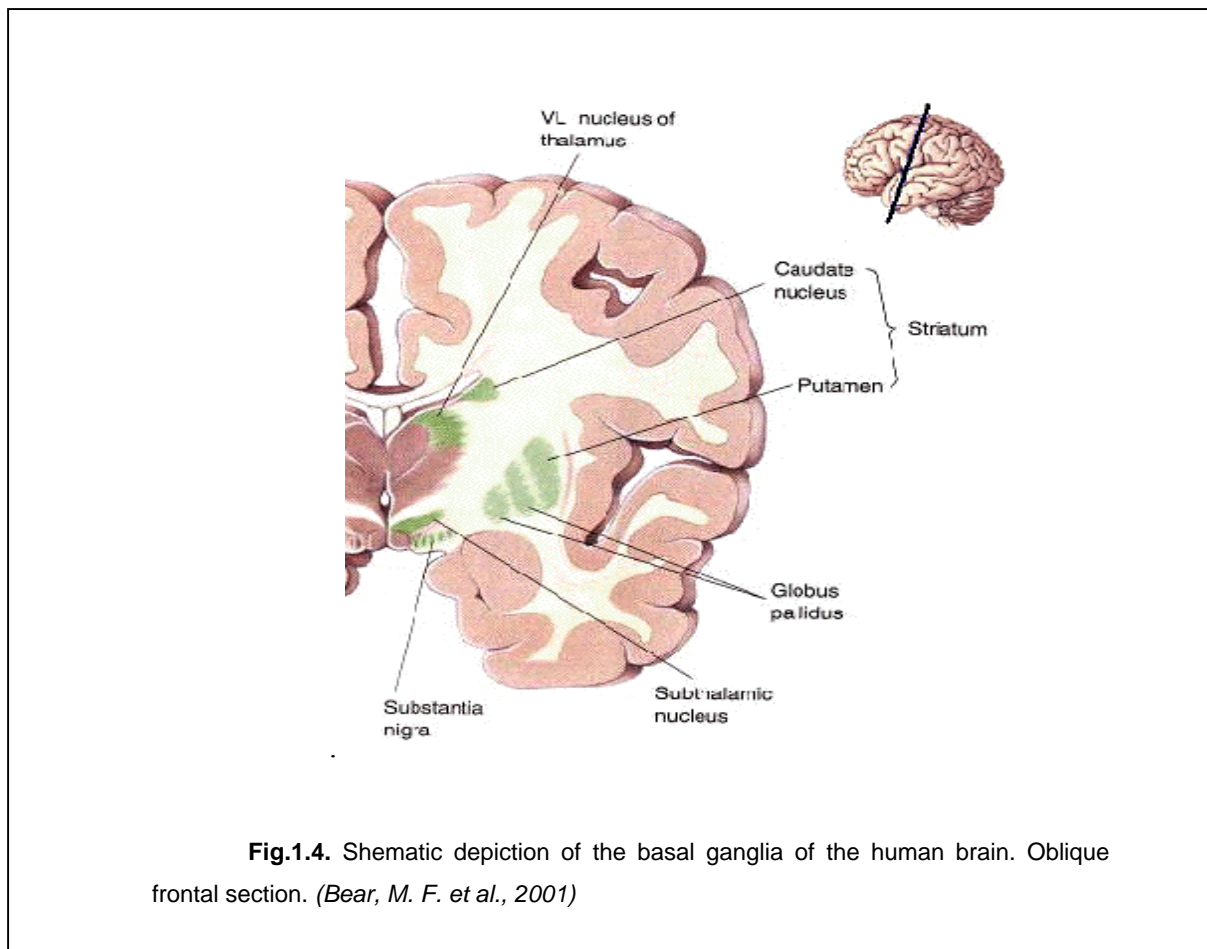 VL nucleus of
thalamus
Caudate
nucleus
Striatum
Putamen
Globus
pallidus
Subthalamic
nucleus
Substantia
nigra
.
Fig.1.4. Shematic depiction of the basal ganglia of the human brain. Oblique
frontal section. (Bear, M. F. et al., 2001)